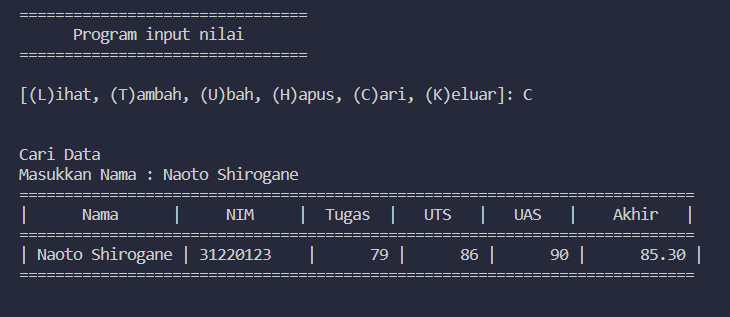 ================================
      Program input nilai
================================
[(L)ihat, (T)ambah, (U)bah, (H)apus, (C)ari, (K)eluar]: C
Cari Data
Masukkan Nama : Naoto Shirogane
==============================================================================
|      Nama      |     NIM     |  Tugas  |   UTS   |   UAS   |    Akhir   |
==============================================================================
| Naoto Shirogane | 31220123    |      79 |      86 |      90 |      85.30 |
==============================================================================